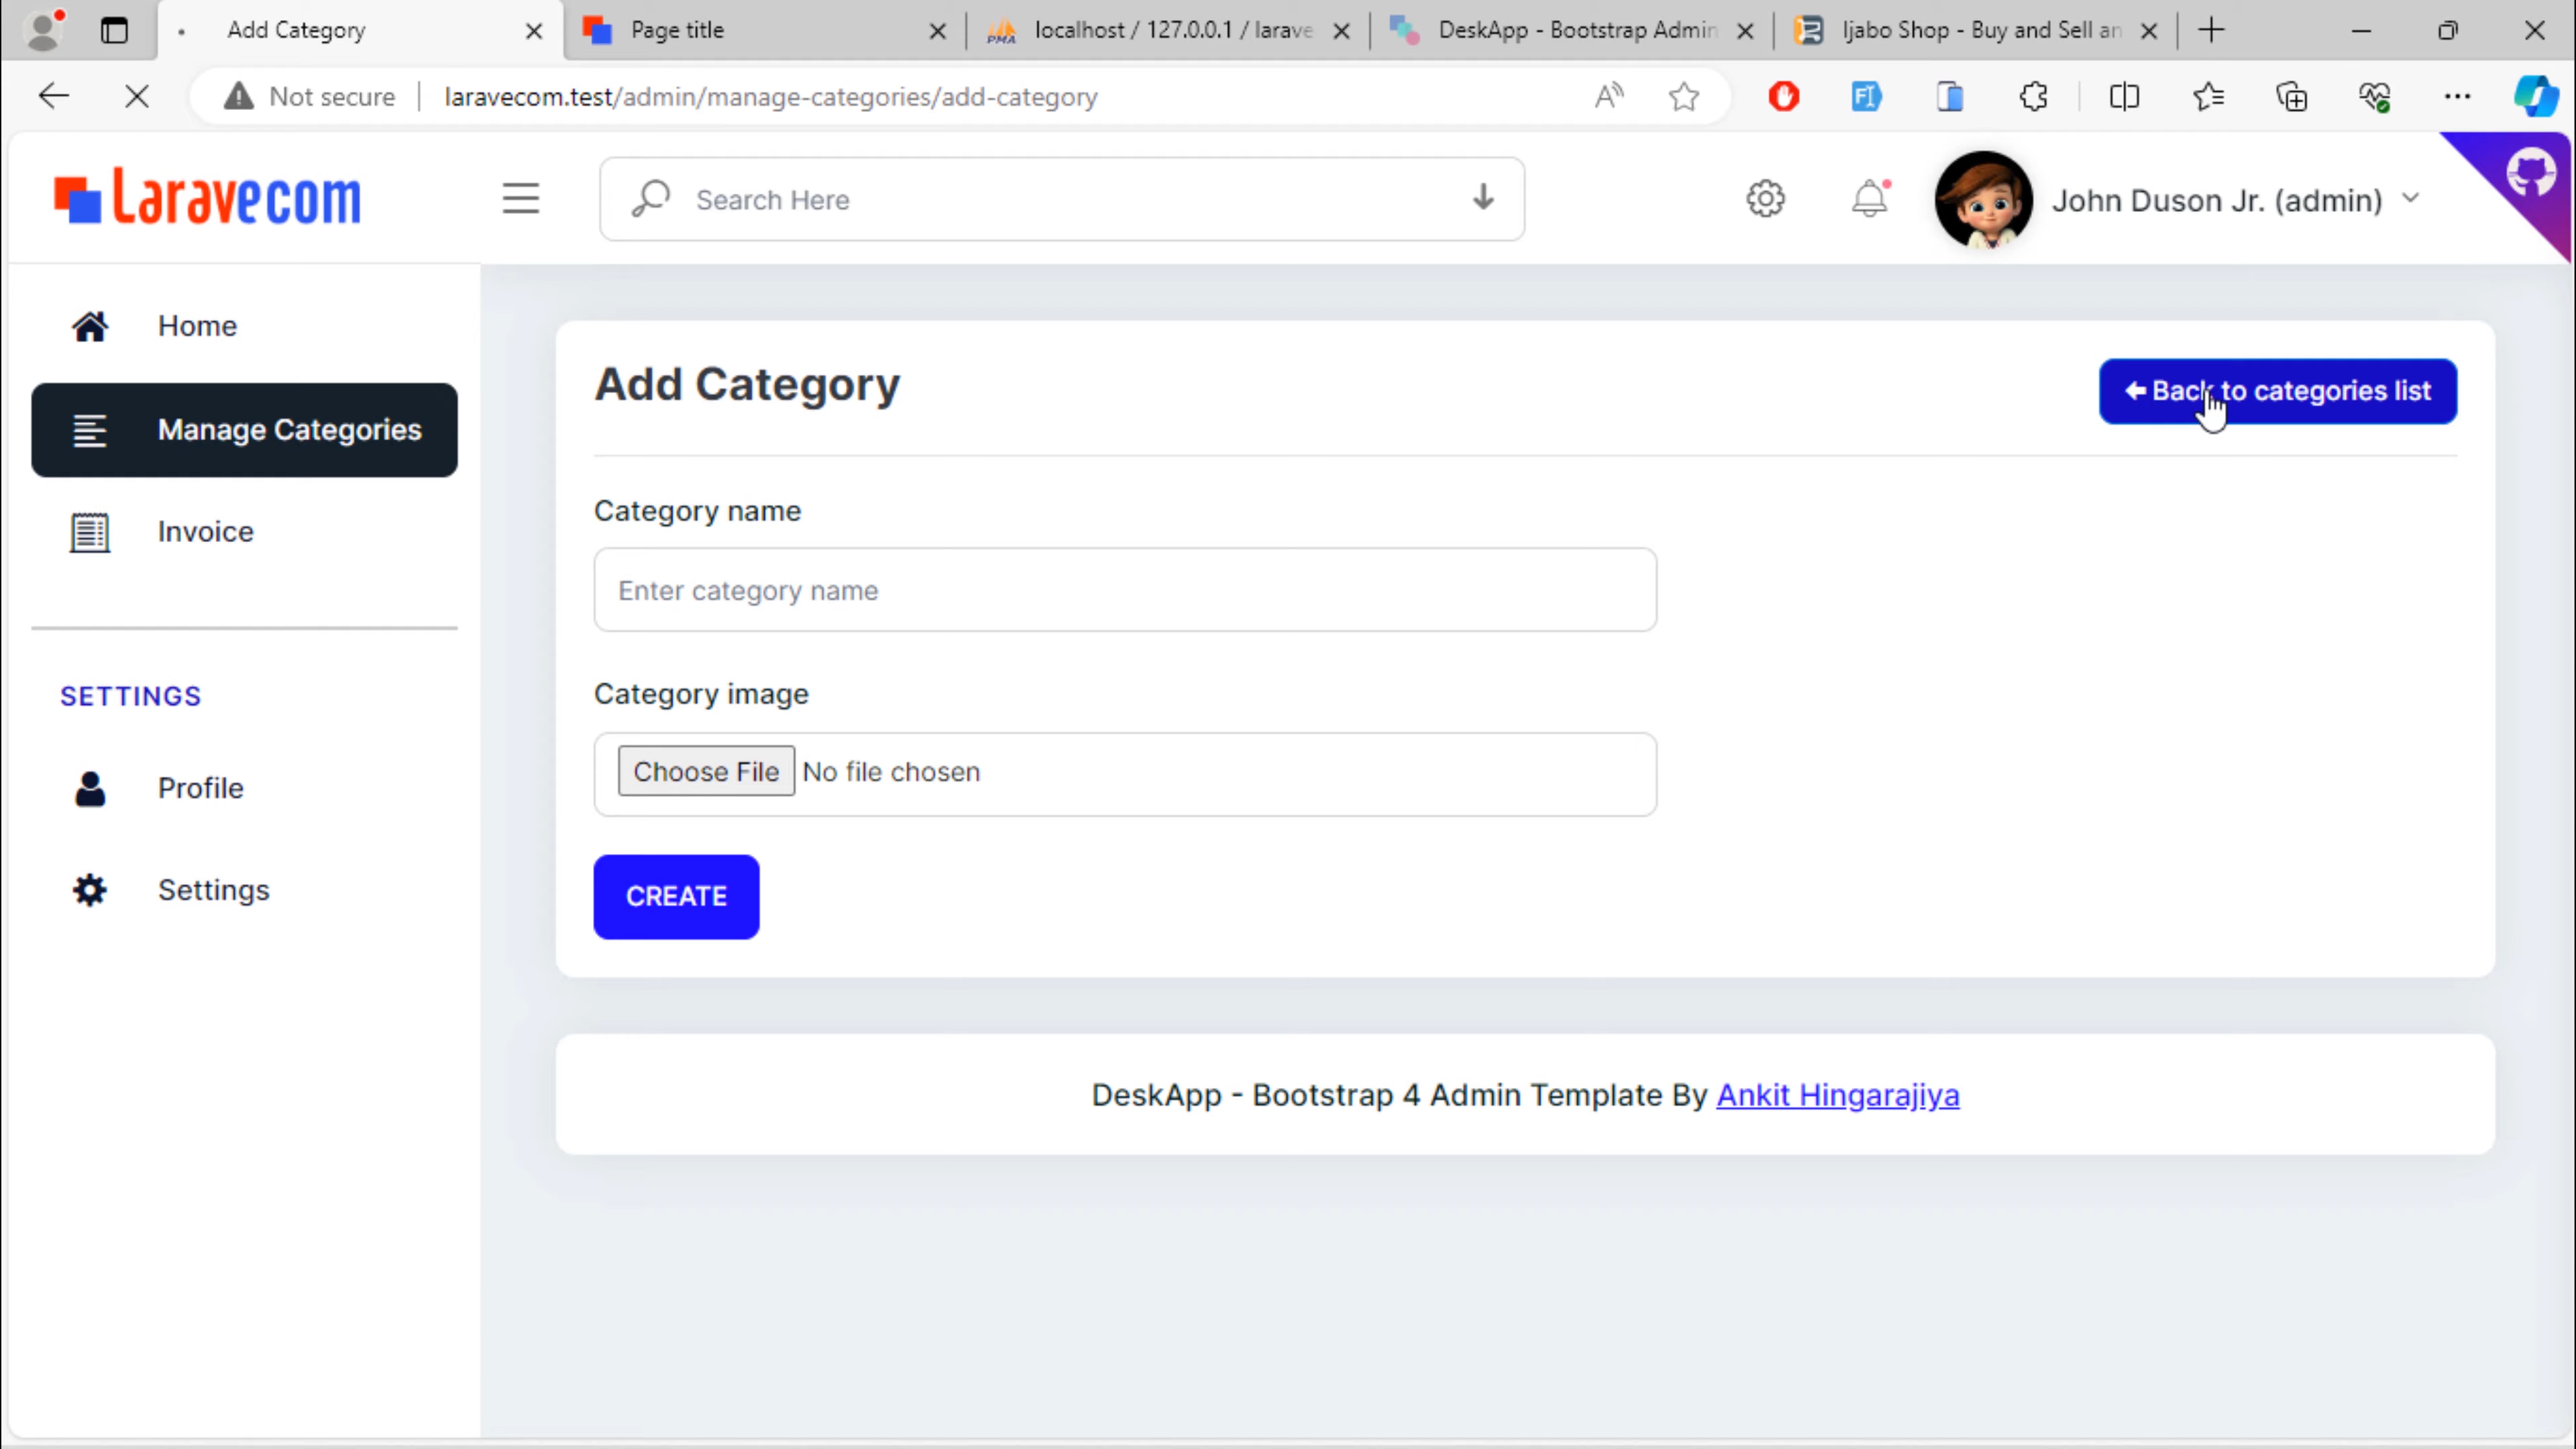 Add Category
Page title
localhost / 127.0.0.1 / larave
DeskApp - Bootstrap Admin
Ijabo Shop - Buy and Sell an
Not secure
laravecom.test/admin/manage-categories/add-category
Laravecom
Search Here
John Duson Jr. (admin)
Home
Manage Categories
Invoice
SETTINGS
Profile
Settings
Add Category
Back to categories list
Category name
Enter category name
Category image
Choose File No file chosen
CREATE
DeskApp - Bootstrap 4 Admin Template By Ankit Hingarajiya